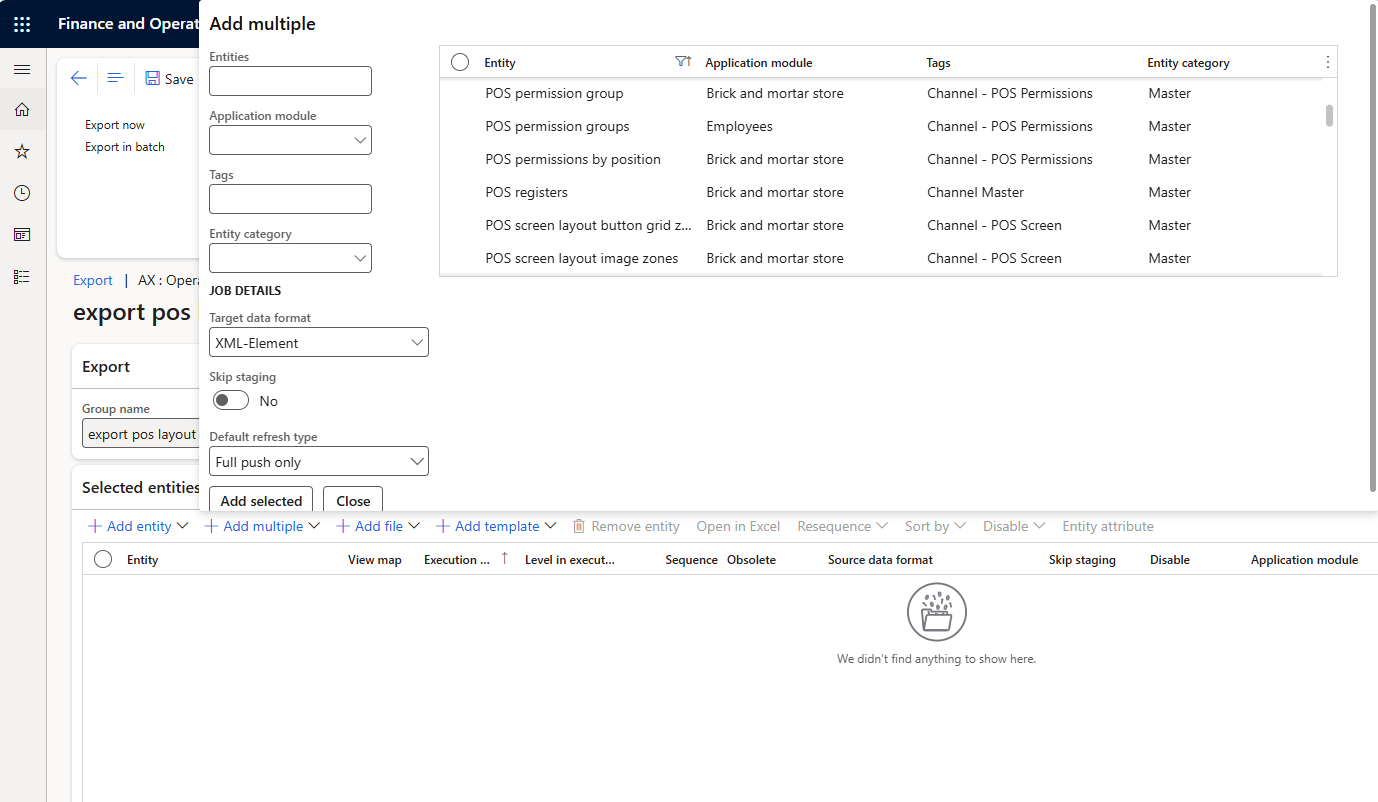 Finance and Operat
Add multiple
Save
Export now
Export in batch
Entities
Application module
Tags
Entity category
JOB DETAILS
Target data format
XML-Element
Skip staging
No
Default refresh type
Full push only
Add selected Close
Entity Application module Tags Entity category
POS permission group Brick and mortar store Channel - POS Permissions Master
POS permission groups Employees Channel - POS Permissions Master
POS permissions by position Brick and mortar store Channel - POS Permissions Master
POS registers Brick and mortar store Channel Master Master
POS screen layout button grid z... Brick and mortar store Channel - POS Screen Master
POS screen layout image zones Brick and mortar store Channel - POS Screen Master
Export | AX : Opera
export pos
Export
Group name
export pos layout
Selected entities
Add entity Add multiple Add file Add template Remove entity Open in Excel Resequence Sort by Disable Entity attribute
Entity View map Execution ... Level in execut... Sequence Obsolete Source data format Skip staging Disable Application module
We didn't find anything to show here.